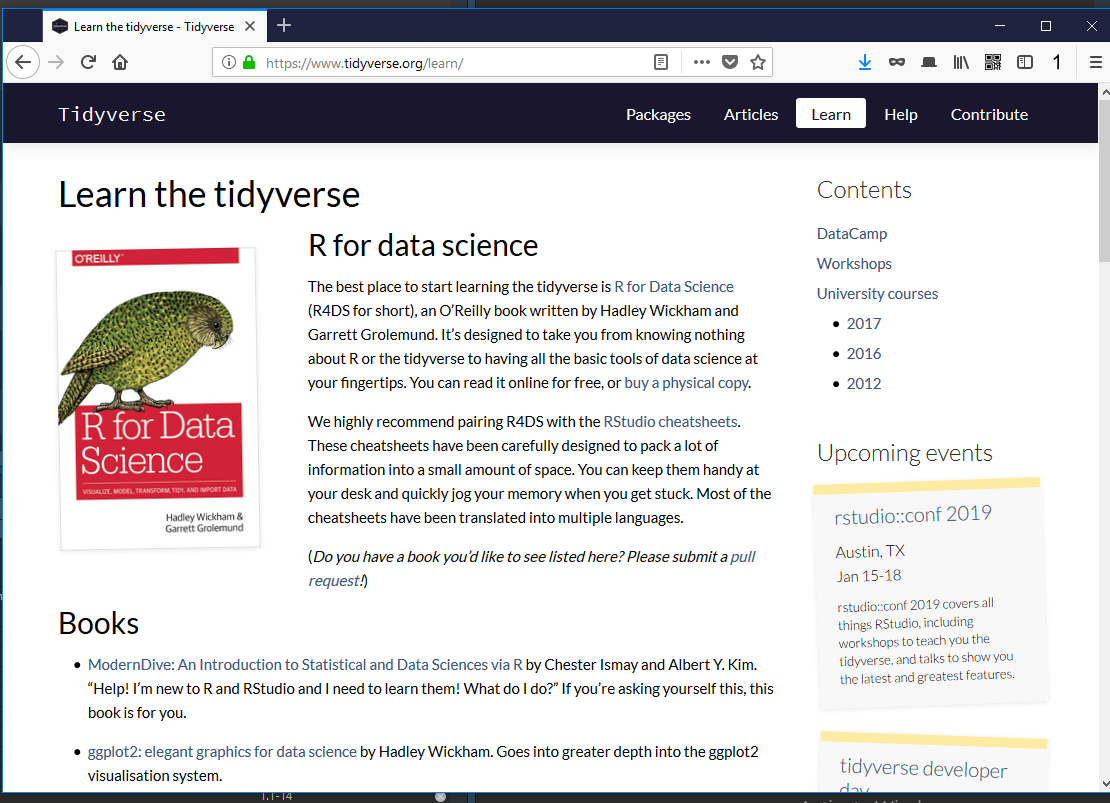 Learn the tidyverse - Tidyverse
https://www.tidyverse.org/learn/
1
Tidyverse
Packages
Articles
Learn
Help
Contribute
Learn the tidyverse
O'REILLY
R for Data
Science
VISUALIZE, MODEL, TRANSFORM, TIDY, AND IMPORT DATA
Hadley Wickham &
Garrett Grolemund
R for data science
The best place to start learning the tidyverse is R for Data Science
(R4DS for short), an O’Reilly book written by Hadley Wickham and
Garrett Grolemund. It’s designed to take you from knowing nothing
about R or the tidyverse to having all the basic tools of data science at
your fingertips. You can read it online for free, or buy a physical copy.
We highly recommend pairing R4DS with the RStudio cheatsheets.
These cheatsheets have been carefully designed to pack a lot of
information into a small amount of space. You can keep them handy at
your desk and quickly jog your memory when you get stuck. Most of the
cheatsheets have been translated into multiple languages.
(Do you have a book you’d like to see listed here? Please submit a pull
request!)
Books
ModernDive: An Introduction to Statistical and Data Sciences via R by Chester Ismay and Albert Y. Kim.
“Help! I’m new to R and RStudio and I need to learn them! What do I do?” If you’re asking yourself this, this
book is for you.
ggplot2: elegant graphics for data science by Hadley Wickham. Goes into greater depth into the ggplot2
visualisation system.
Contents
DataCamp
Workshops
University courses
2017
2016
2012
Upcoming events
rstudio::conf 2019
Austin, TX
Jan 15-18
rstudio::conf 2019 covers all
things RStudio, including
workshops to teach you the
tidyverse, and talks to show you
the latest and greatest features.
tidyverse developer
day
1.1-14